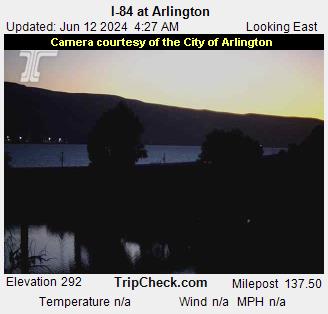 I-84 at Arlington
Updated: Jun 12 2024 4:27 AM Looking East
Camera courtesy of the City of Arlington
Elevation 292 TripCheck.com Milepost 137.50
Temperature n/a Wind n/a MPH n/a